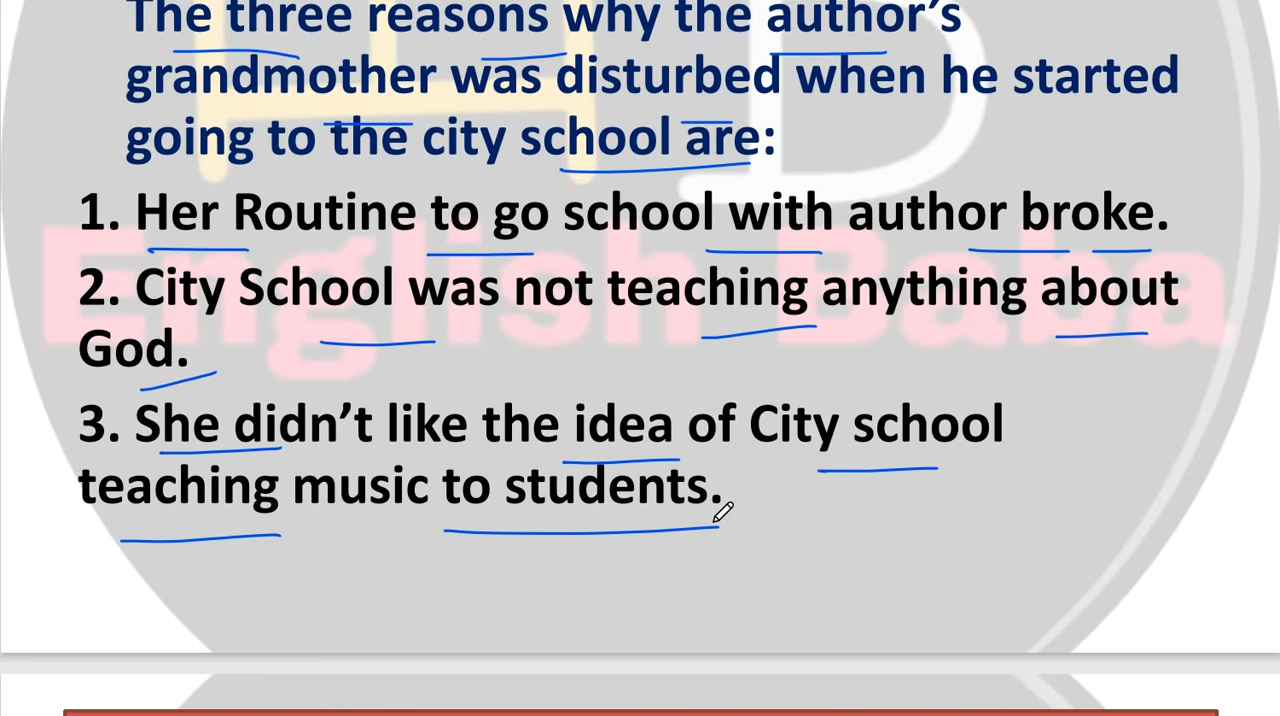 The three reasons why the author’s
grandmother was disturbed when he started
going to the city school are:
1. Her Routine to go school with author broke.
2. City School was not teaching anything about
God.
3. She didn’t like the idea of City school
teaching music to students.
English Baba